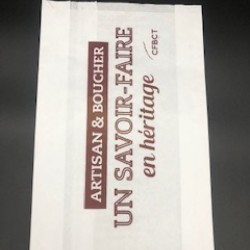 ARTISAN & BOUCHER
UN SAVOIR-FAIRE
en héritage
CFBCT